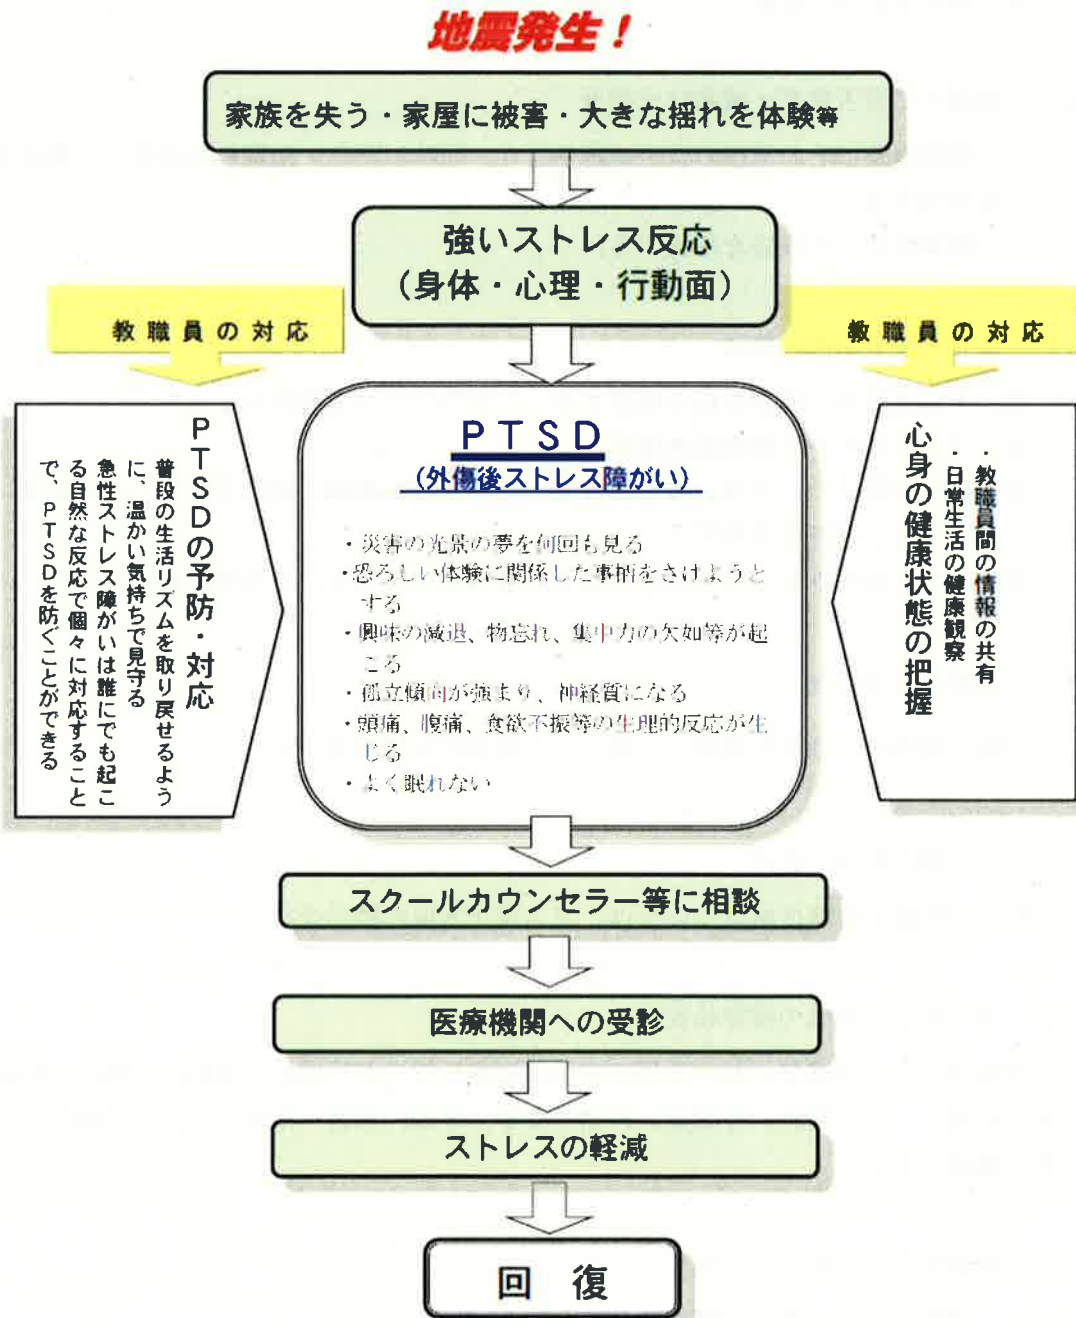 地震発生！
家族を失う・家屋に被害・大きな揺れを体験等
強いストレス反応
（身体・心理・行動面）
教職員の対応
教職員の対応
ＰＴＳＤの予防・対応
普段の生活リズムを取り戻せるよう
に、温かい気持ちで見守る
急性ストレス障がいは誰にでも起こ
る自然な反応で個々に対応すること
で、ＰＴＳＤを防ぐことができる
ＰＴＳＤ
（外傷後ストレス障がい）
・災害の光景の夢を何回も見る
・恐ろしい体験に関係した事柄をさけようと
する
・興味の減退、物忘れ、集中力の欠如等が起
こる
・孤立傾向が強まり、神経質になる
・頭痛、腹痛、食欲不振等の生理的反応が生
じる
・よく眠れない
・教職員間の情報の共有
・日常生活の健康観察
心身の健康状態の把握
スクールカウンセラー等に相談
医療機関への受診
ストレスの軽減
回　復